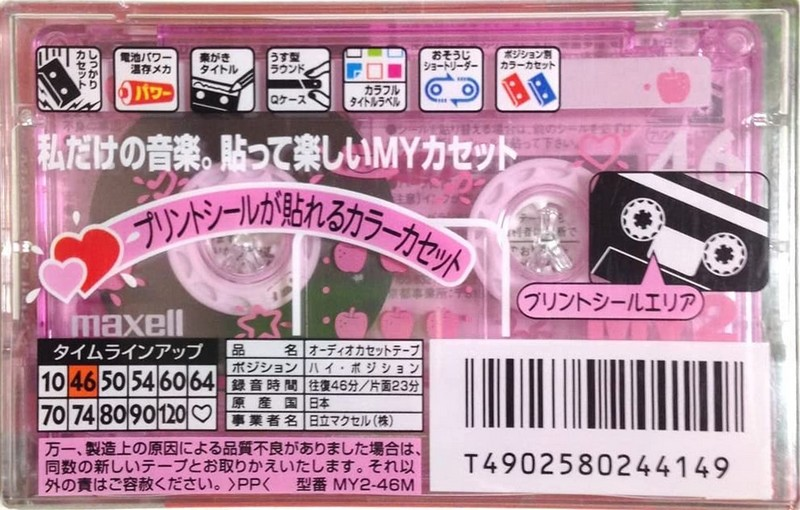 しっかり
カセット
電池パワー
温存メカ
パワー
楽がき
タイトル
うす型
ラウンド
Qケース
カラフル
タイトルラベル
おそうじ
ショートリーダー
ポジション別
カラーカセット
私だけの音楽。貼って楽しいMYカセット
プリントシールが貼れるカラーカセット
プリントシールエリア
maxell
タイムラインアップ
10 46 50 54 60 64
70 74 80 90 120 ♡
品名 オーディオカセットテープ
ポジション ハイ・ポジション
録音時間 往復46分/片面23分
原産国 日本
事業者名 日立マクセル(株)
万一、製造上の原因による品質不良がありました場合は、
同数の新しいテープとお取りかえいたします。それ以
外の責はご容赦ください。 〉PP〈 型番 MY2-46M
T4902580244149